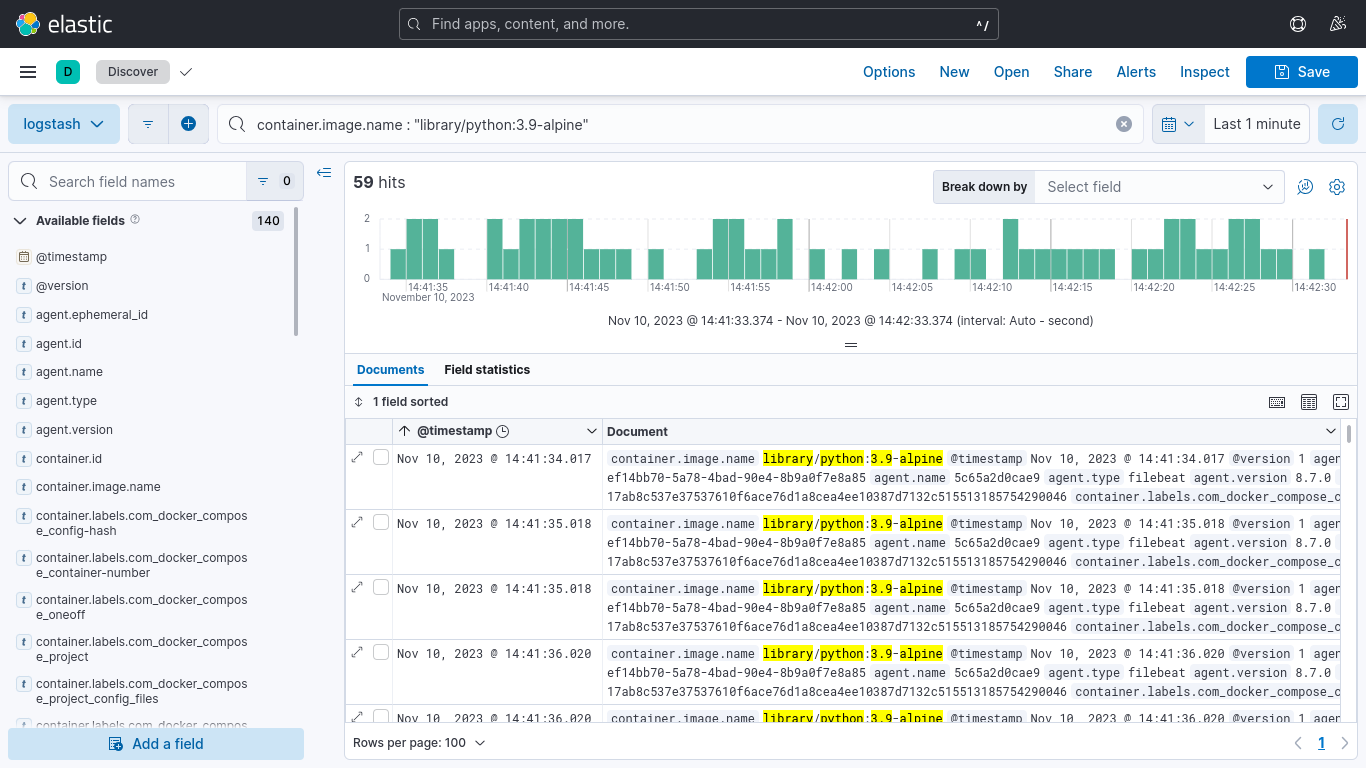 elastic
Find apps, content, and more.
^/
D
Discover
Options
New
Open
Share
Alerts
Inspect
Save
logstash
container.image.name : "library/python:3.9-alpine"
Last 1 minute
Search field names
0
Available fields
140
@timestamp
@version
agent.ephemeral_id
agent.id
agent.name
agent.type
agent.version
container.id
container.image.name
container.labels.com_docker_compos
e_config-hash
container.labels.com_docker_compos
e_container-number
container.labels.com_docker_compos
e_oneoff
container.labels.com_docker_compos
e_project
container.labels.com_docker_compos
e_project_config_files
container.labels.com_docker_compos
Add a field
59 hits
Break down by
Select field
2
1
0
14:41:35 14:41:40 14:41:45 14:41:50 14:41:55 14:42:00 14:42:05 14:42:10 14:42:15 14:42:20 14:42:25 14:42:30
November 10, 2023
Nov 10, 2023 @ 14:41:33.374 - Nov 10, 2023 @ 14:42:33.374 (interval: Auto - second)
Documents
Field statistics
1 field sorted
@timestamp
Document
Nov 10, 2023 @ 14:41:34.017
container.image.name library/python:3.9-alpine @timestamp Nov 10, 2023 @ 14:41:34.017 @version 1 agen
ef14bb70-5a78-4bad-90e4-8b9a0f7e8a85 agent.name 5c65a2d0cae9 agent.type filebeat agent.version 8.7.0
17ab8c537e37537610f6ace76d1a8cea4ee10387d7132c515513185754290046 container.labels.com_docker_compose_c
Nov 10, 2023 @ 14:41:35.018
container.image.name library/python:3.9-alpine @timestamp Nov 10, 2023 @ 14:41:35.018 @version 1 agen
ef14bb70-5a78-4bad-90e4-8b9a0f7e8a85 agent.name 5c65a2d0cae9 agent.type filebeat agent.version 8.7.0
17ab8c537e37537610f6ace76d1a8cea4ee10387d7132c515513185754290046 container.labels.com_docker_compose_c
Nov 10, 2023 @ 14:41:35.018
container.image.name library/python:3.9-alpine @timestamp Nov 10, 2023 @ 14:41:35.018 @version 1 agen
ef14bb70-5a78-4bad-90e4-8b9a0f7e8a85 agent.name 5c65a2d0cae9 agent.type filebeat agent.version 8.7.0
17ab8c537e37537610f6ace76d1a8cea4ee10387d7132c515513185754290046 container.labels.com_docker_compose_c
Nov 10, 2023 @ 14:41:36.020
container.image.name library/python:3.9-alpine @timestamp Nov 10, 2023 @ 14:41:36.020 @version 1 agen
ef14bb70-5a78-4bad-90e4-8b9a0f7e8a85 agent.name 5c65a2d0cae9 agent.type filebeat agent.version 8.7.0
17ab8c537e37537610f6ace76d1a8cea4ee10387d7132c515513185754290046 container.labels.com_docker_compose_c
Nov 10, 2023 @ 14:41:36.020
container.image.name library/python:3.9-alpine @timestamp Nov 10, 2023 @ 14:41:36.020 @version 1 agen
Rows per page: 100
1